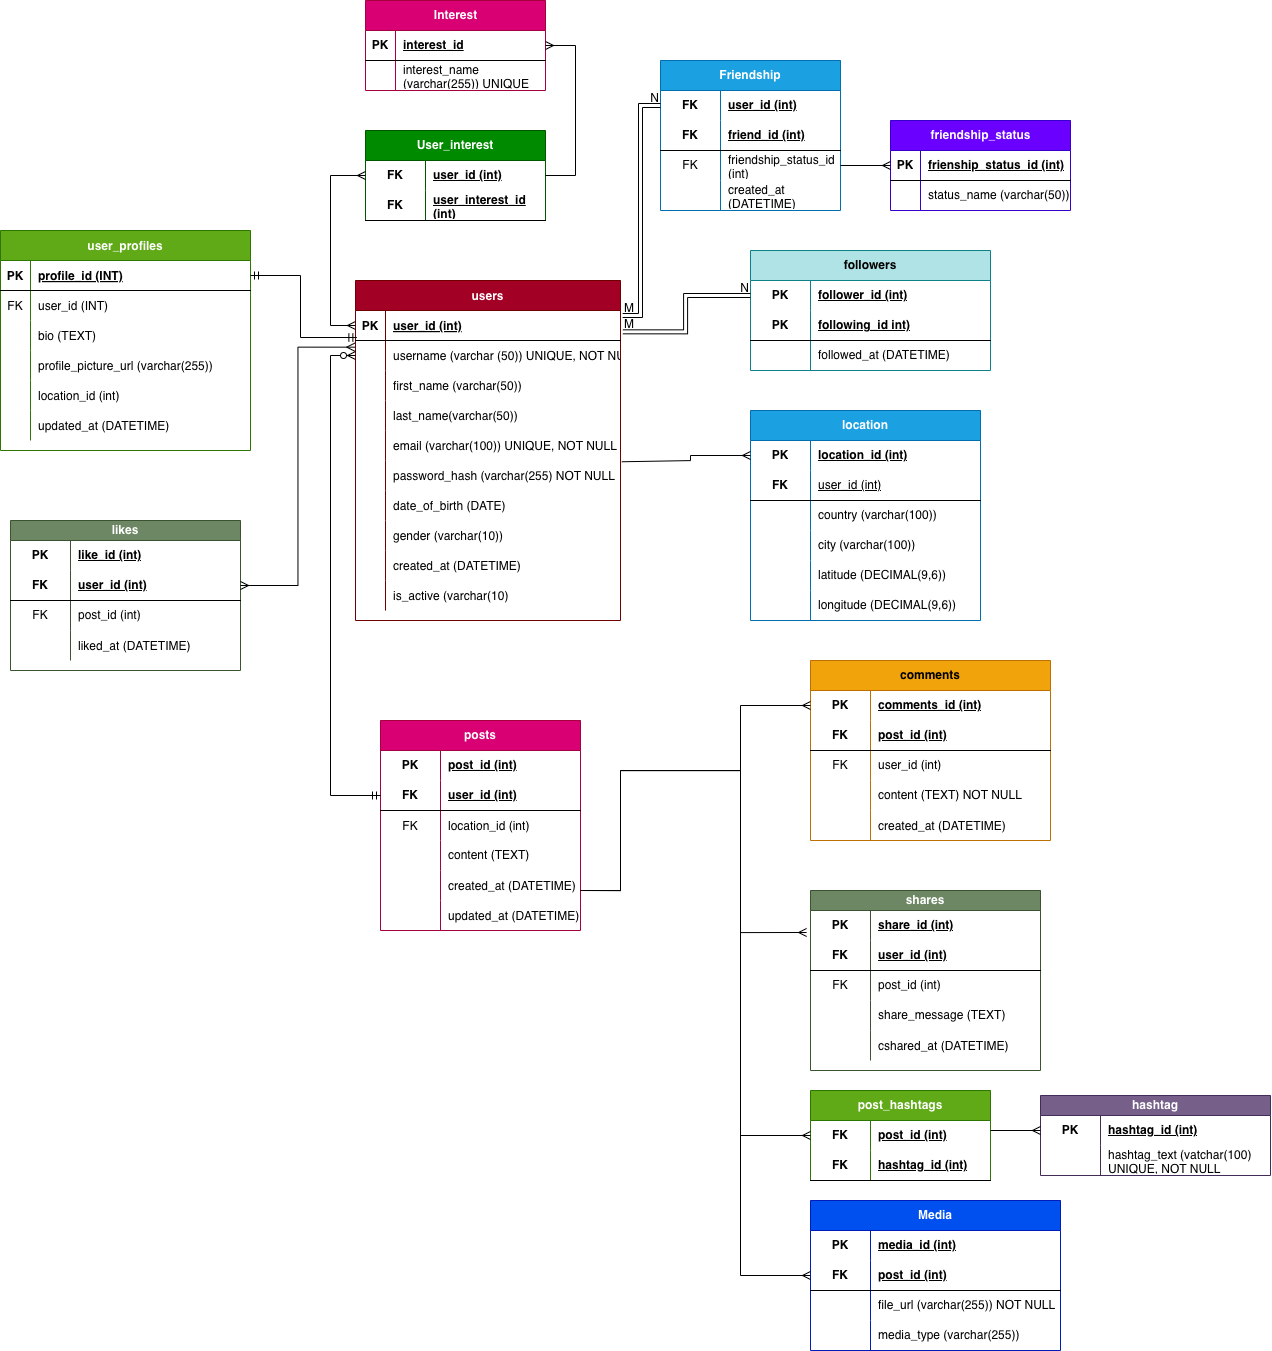 Interest
PK interest_id
interest_name
(varchar(255)) UNIQUE
User_interest
FK user_id (int)
FK user_interest_id
(int)
Friendship
FK user_id (int)
FK friend_id (int)
FK friendship_status_id
(int)
created_at
(DATETIME)
friendship_status
PK frienship_status_id (int)
status_name (varchar(50))
user_profiles
PK profile_id (INT)
FK user_id (INT)
bio (TEXT)
profile_picture_url (varchar(255))
location_id (int)
updated_at (DATETIME)
users
PK user_id (int)
username (varchar (50)) UNIQUE, NOT NU
first_name (varchar(50))
last_name(varchar(50))
email (varchar(100)) UNIQUE, NOT NULL
password_hash (varchar(255) NOT NULL
date_of_birth (DATE)
gender (varchar(10))
created_at (DATETIME)
is_active (varchar(10)
N
M
M
N
followers
PK follower_id (int)
PK following_id int)
followed_at (DATETIME)
location
PK location_id (int)
FK user_id (int)
country (varchar(100))
city (varchar(100))
latitude (DECIMAL(9,6))
longitude (DECIMAL(9,6))
likes
PK like_id (int)
FK user_id (int)
FK post_id (int)
liked_at (DATETIME)
posts
PK post_id (int)
FK user_id (int)
FK location_id (int)
content (TEXT)
created_at (DATETIME)
updated_at (DATETIME)
comments
PK comments_id (int)
FK post_id (int)
FK user_id (int)
content (TEXT) NOT NULL
created_at (DATETIME)
shares
PK share_id (int)
FK user_id (int)
FK post_id (int)
share_message (TEXT)
cshared_at (DATETIME)
post_hashtags
FK post_id (int)
FK hashtag_id (int)
hashtag
PK hashtag_id (int)
hashtag_text (vatchar(100)
UNIQUE, NOT NULL
Media
PK media_id (int)
FK post_id (int)
file_url (varchar(255)) NOT NULL
media_type (varchar(255))